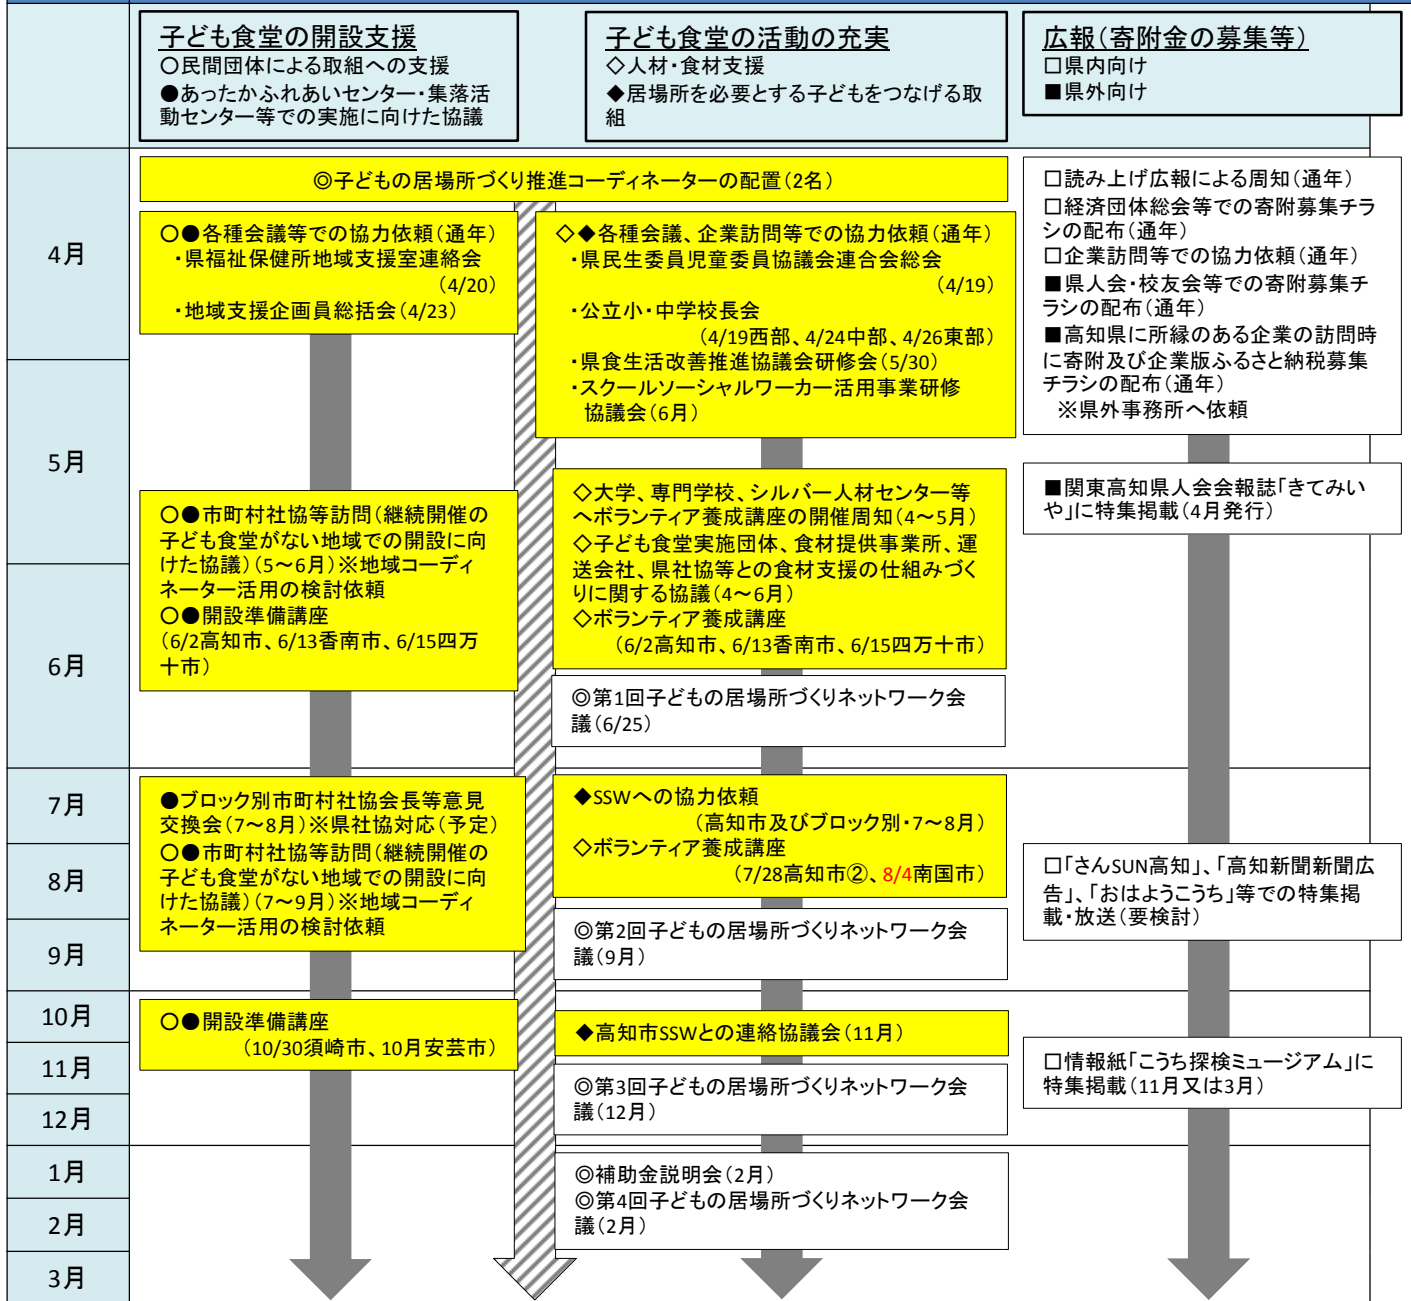 子ども食堂の開設支援
○民間団体による取組への支援
●あったかふれあいセンター・集落活
動センター等での実施に向けた協議
子ども食堂の活動の充実
◇人材・食材支援
◆居場所を必要とする子どもをつなげる取
組
広報(寄附金の募集等)
□県内向け
■県外向け
4月
5月
6月
7月
8月
9月
10月
11月
12月
1月
2月
3月
◎子どもの居場所づくり推進コーディネーターの配置(2名)
○●各種会議等での協力依頼(通年)
・県福祉保健所地域支援室連絡会
(4/20)
・地域支援企画員総括会(4/23)
○●市町村社協等訪問(継続開催の
子ども食堂がない地域での開設に向
けた協議)(5～6月)※地域コーディ
ネーター活用の検討依頼
○●開設準備講座
(6/2高知市、6/13香南市、6/15四万
十市)
●ブロック別市町村社協会長等意見
交換会(7～8月)※県社協対応(予定)
○●市町村社協等訪問(継続開催の
子ども食堂がない地域での開設に向
けた協議)(7～9月)※地域コーディ
ネーター活用の検討依頼
○●開設準備講座
(10/30須崎市、10月安芸市)
◇◆各種会議、企業訪問等での協力依頼(通年)
・県民生委員児童委員協議会連合会総会
(4/19)
・公立小・中学校長会
(4/19西部、4/24中部、4/26東部)
・県食生活改善推進協議会研修会(5/30)
・スクールソーシャルワーカー活用事業研修
協議会(6月)
◇大学、専門学校、シルバー人材センター等
へボランティア養成講座の開催周知(4～5月)
◇子ども食堂実施団体、食材提供事業所、運
送会社、県社協等との食材支援の仕組みづく
りに関する協議(4～6月)
◇ボランティア養成講座
(6/2高知市、6/13香南市、6/15四万十市)
◎第1回子どもの居場所づくりネットワーク会
議(6/25)
◆SSWへの協力依頼
(高知市及びブロック別・7～8月)
◇ボランティア養成講座
(7/28高知市②、8/4南国市)
◎第2回子どもの居場所づくりネットワーク会
議(9月)
◆高知市SSWとの連絡協議会(11月)
◎第3回子どもの居場所づくりネットワーク会
議(12月)
◎補助金説明会(2月)
◎第4回子どもの居場所づくりネットワーク会
議(2月)
□読み上げ広報による周知(通年)
□経済団体総会等での寄附募集チラ
シの配布(通年)
□企業訪問等での協力依頼(通年)
■県人会・校友会等での寄附募集チ
ラシの配布(通年)
■高知県に所縁のある企業の訪問時
に寄附及び企業版ふるさと納税募集
チラシの配布(通年)
※県外事務所へ依頼
■関東高知県人会会報誌「きてみい
や」に特集掲載(4月発行)
□「さんSUN高知」、「高知新聞新聞広
告」、「おはようこうち」等での特集掲
載・放送(要検討)
□情報紙「こうち探検ミュージアム」に
特集掲載(11月又は3月)